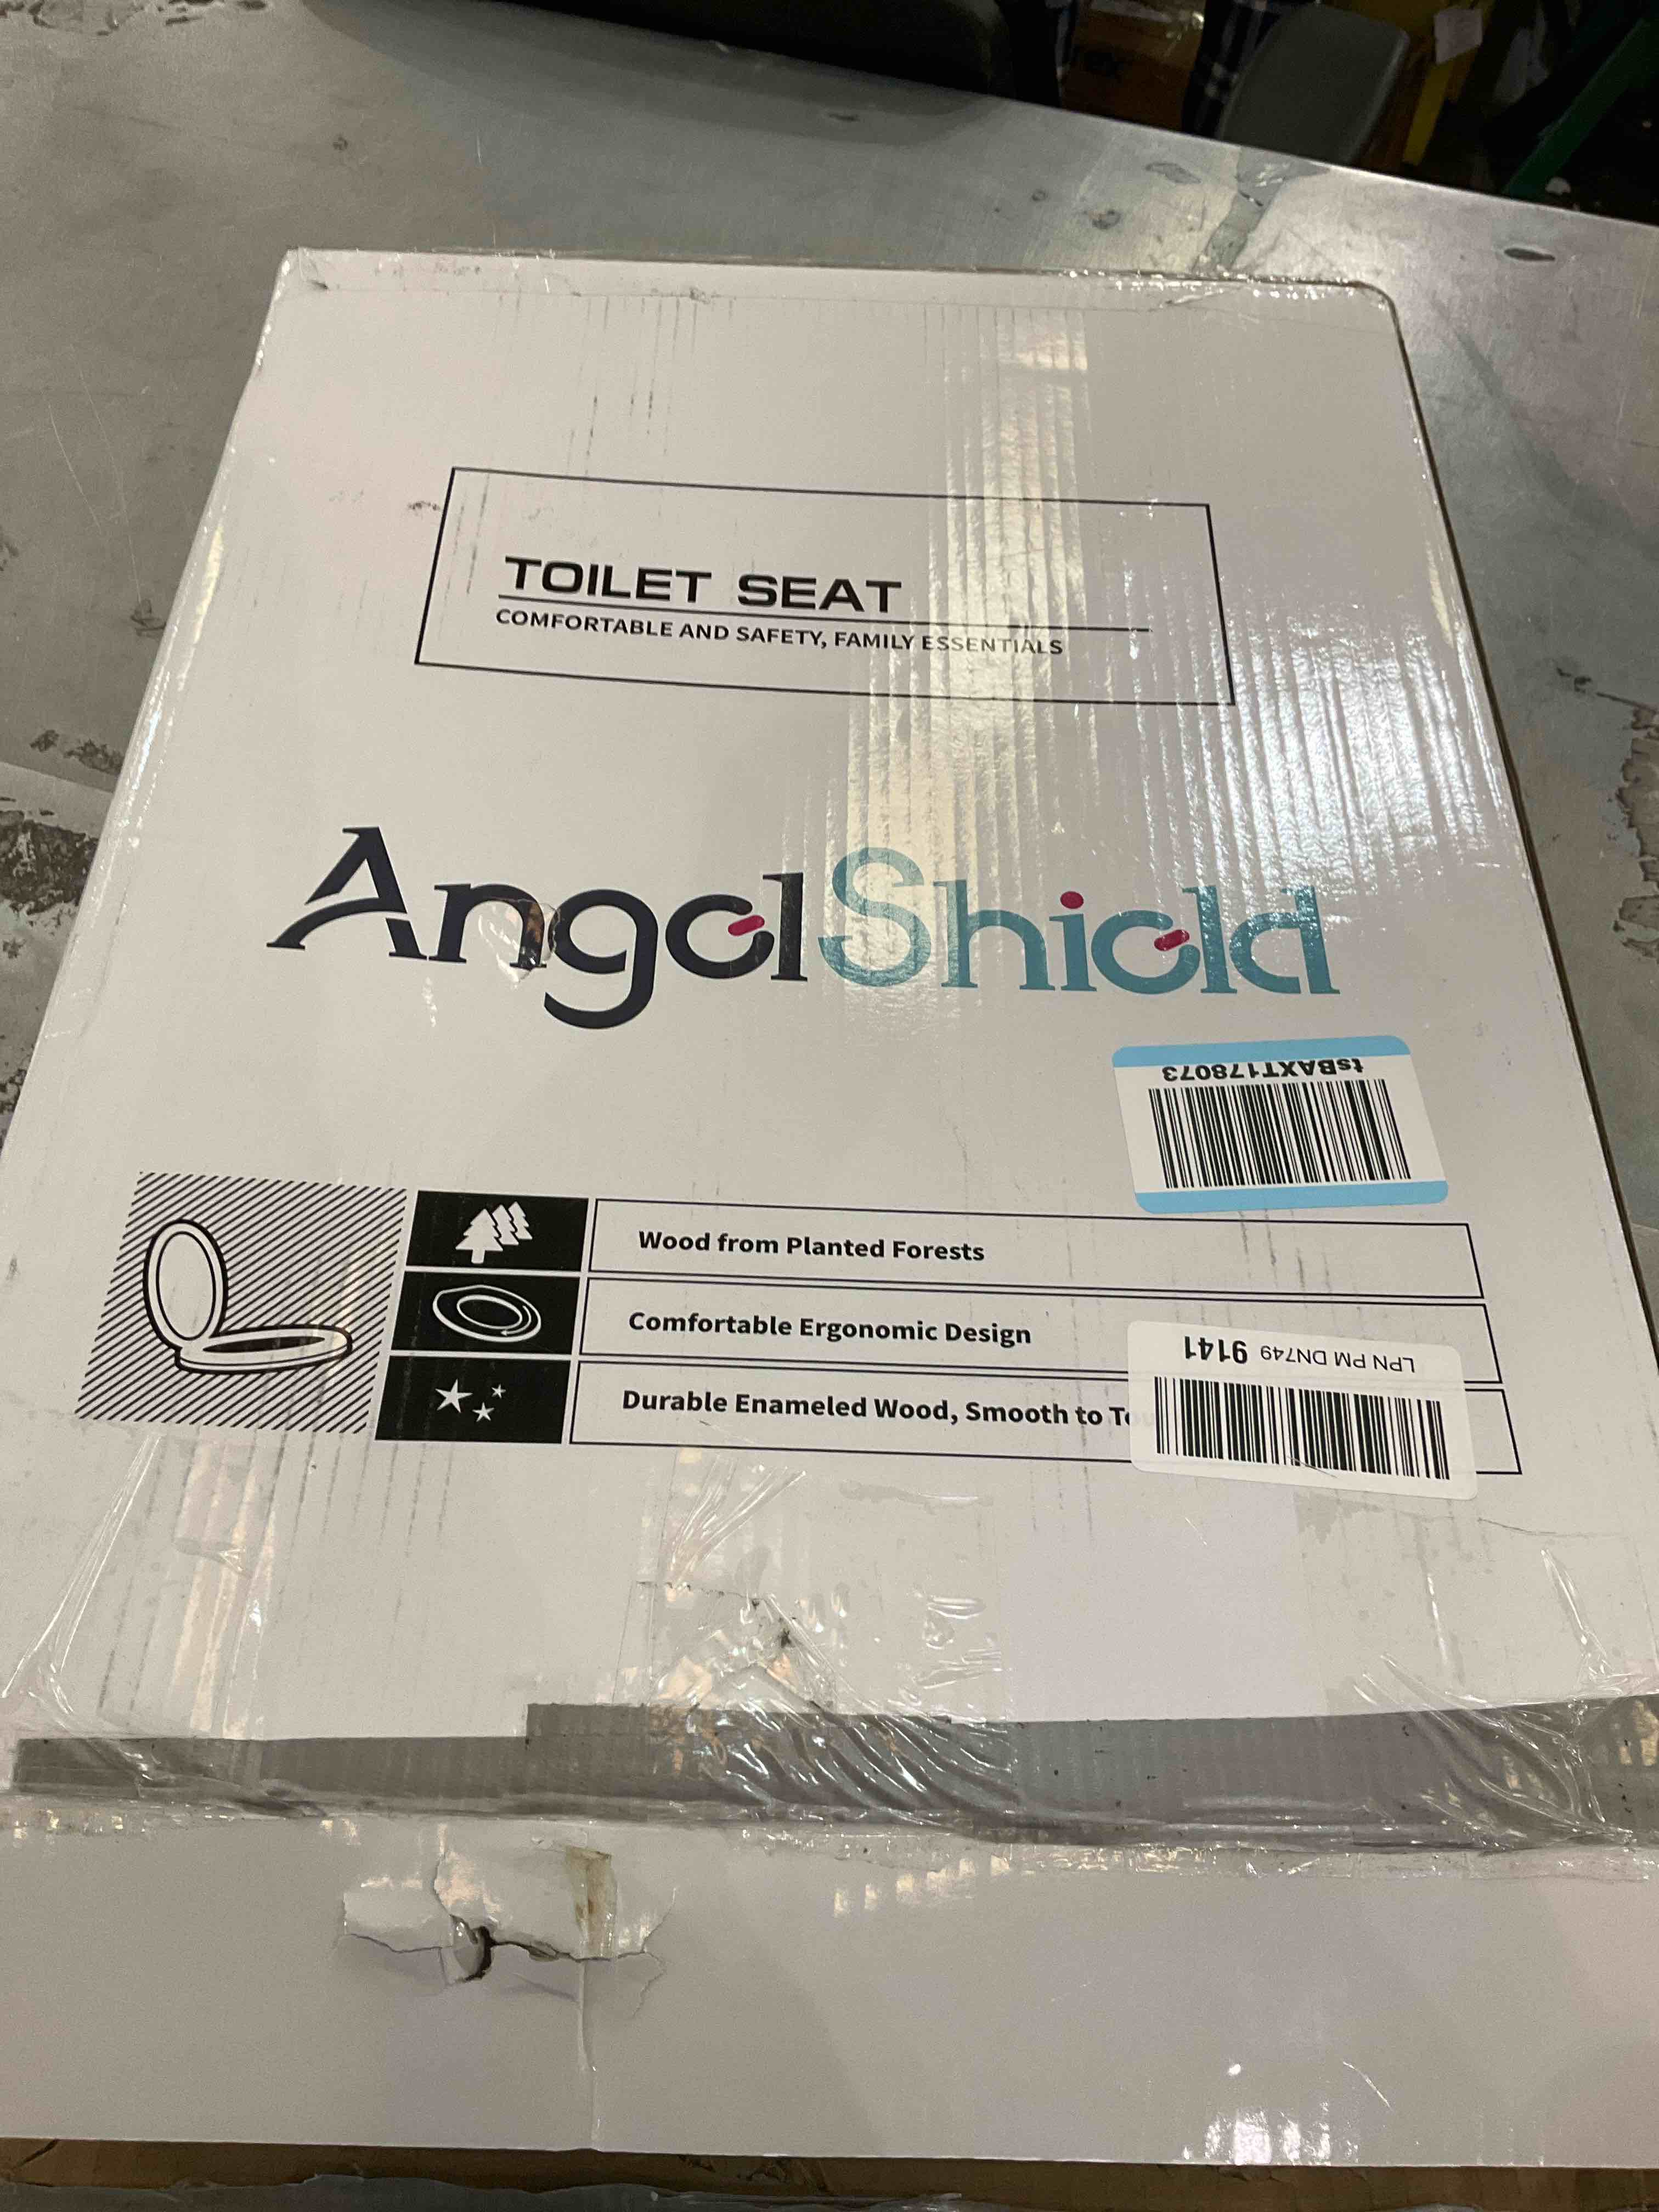 TOILET SEAT
COMFORTABLE AND SAFETY, FAMILY ESSENTIALS
AngelShield
tsBAXT178073
Wood from Planted Forests
Comfortable Ergonomic Design
LPN PM DN749 9141
Durable Enameled Wood, Smooth to